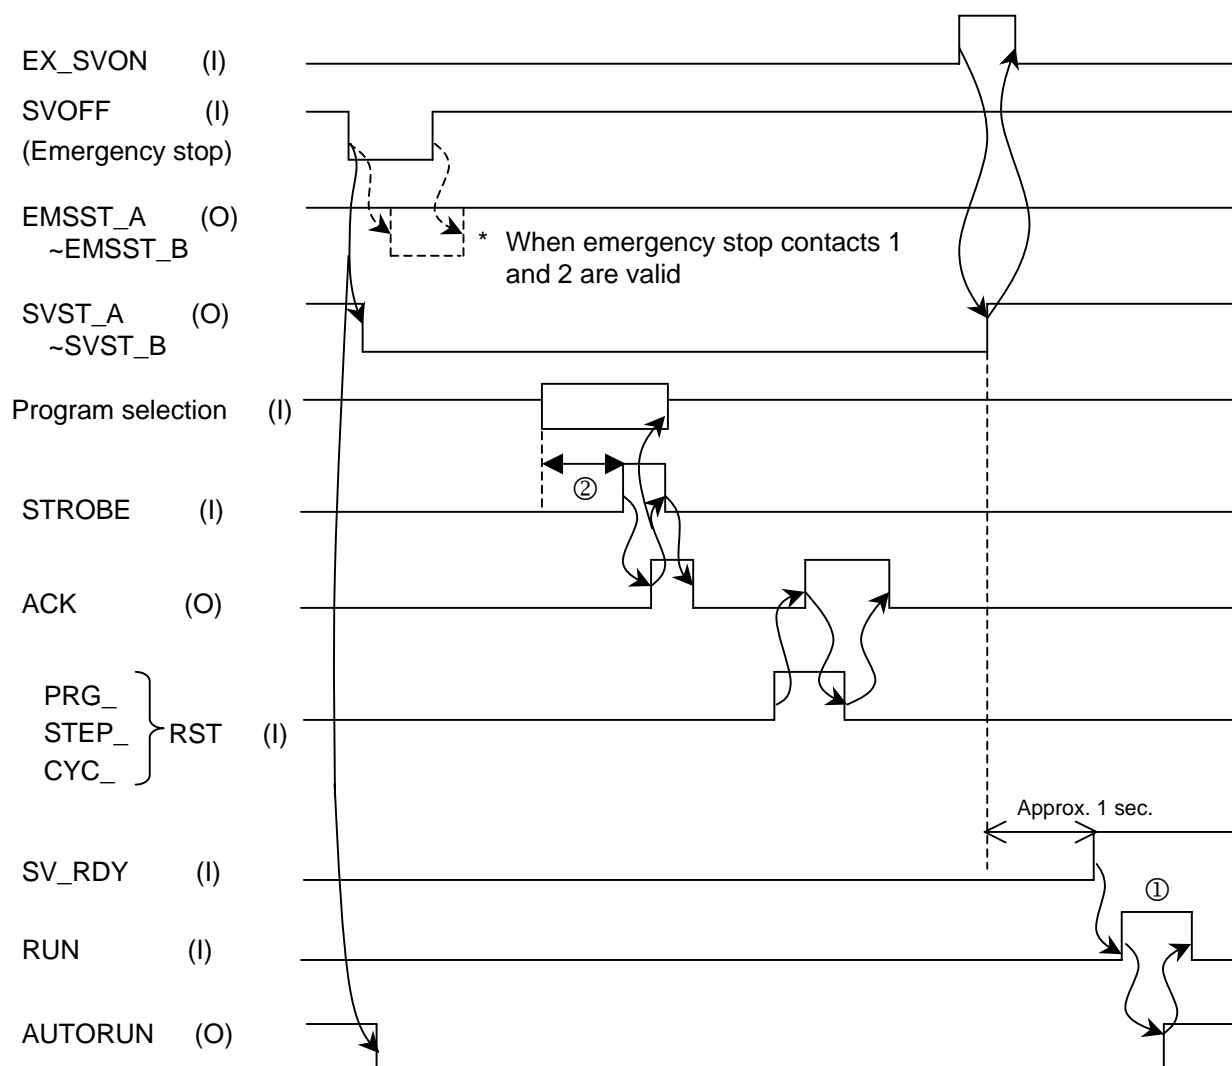 EX_SVON (I)
SVOFF (I)
(Emergency stop)
EMSST_A (O)
~EMSST_B
* When emergency stop contacts 1
and 2 are valid
SVST_A (O)
~SVST_B
Program selection (I)
②
STROBE (I)
ACK (O)
PRG_
STEP_ RST (I)
CYC_
Approx. 1 sec.
SV_RDY (I)
①
RUN (I)
AUTORUN (O)